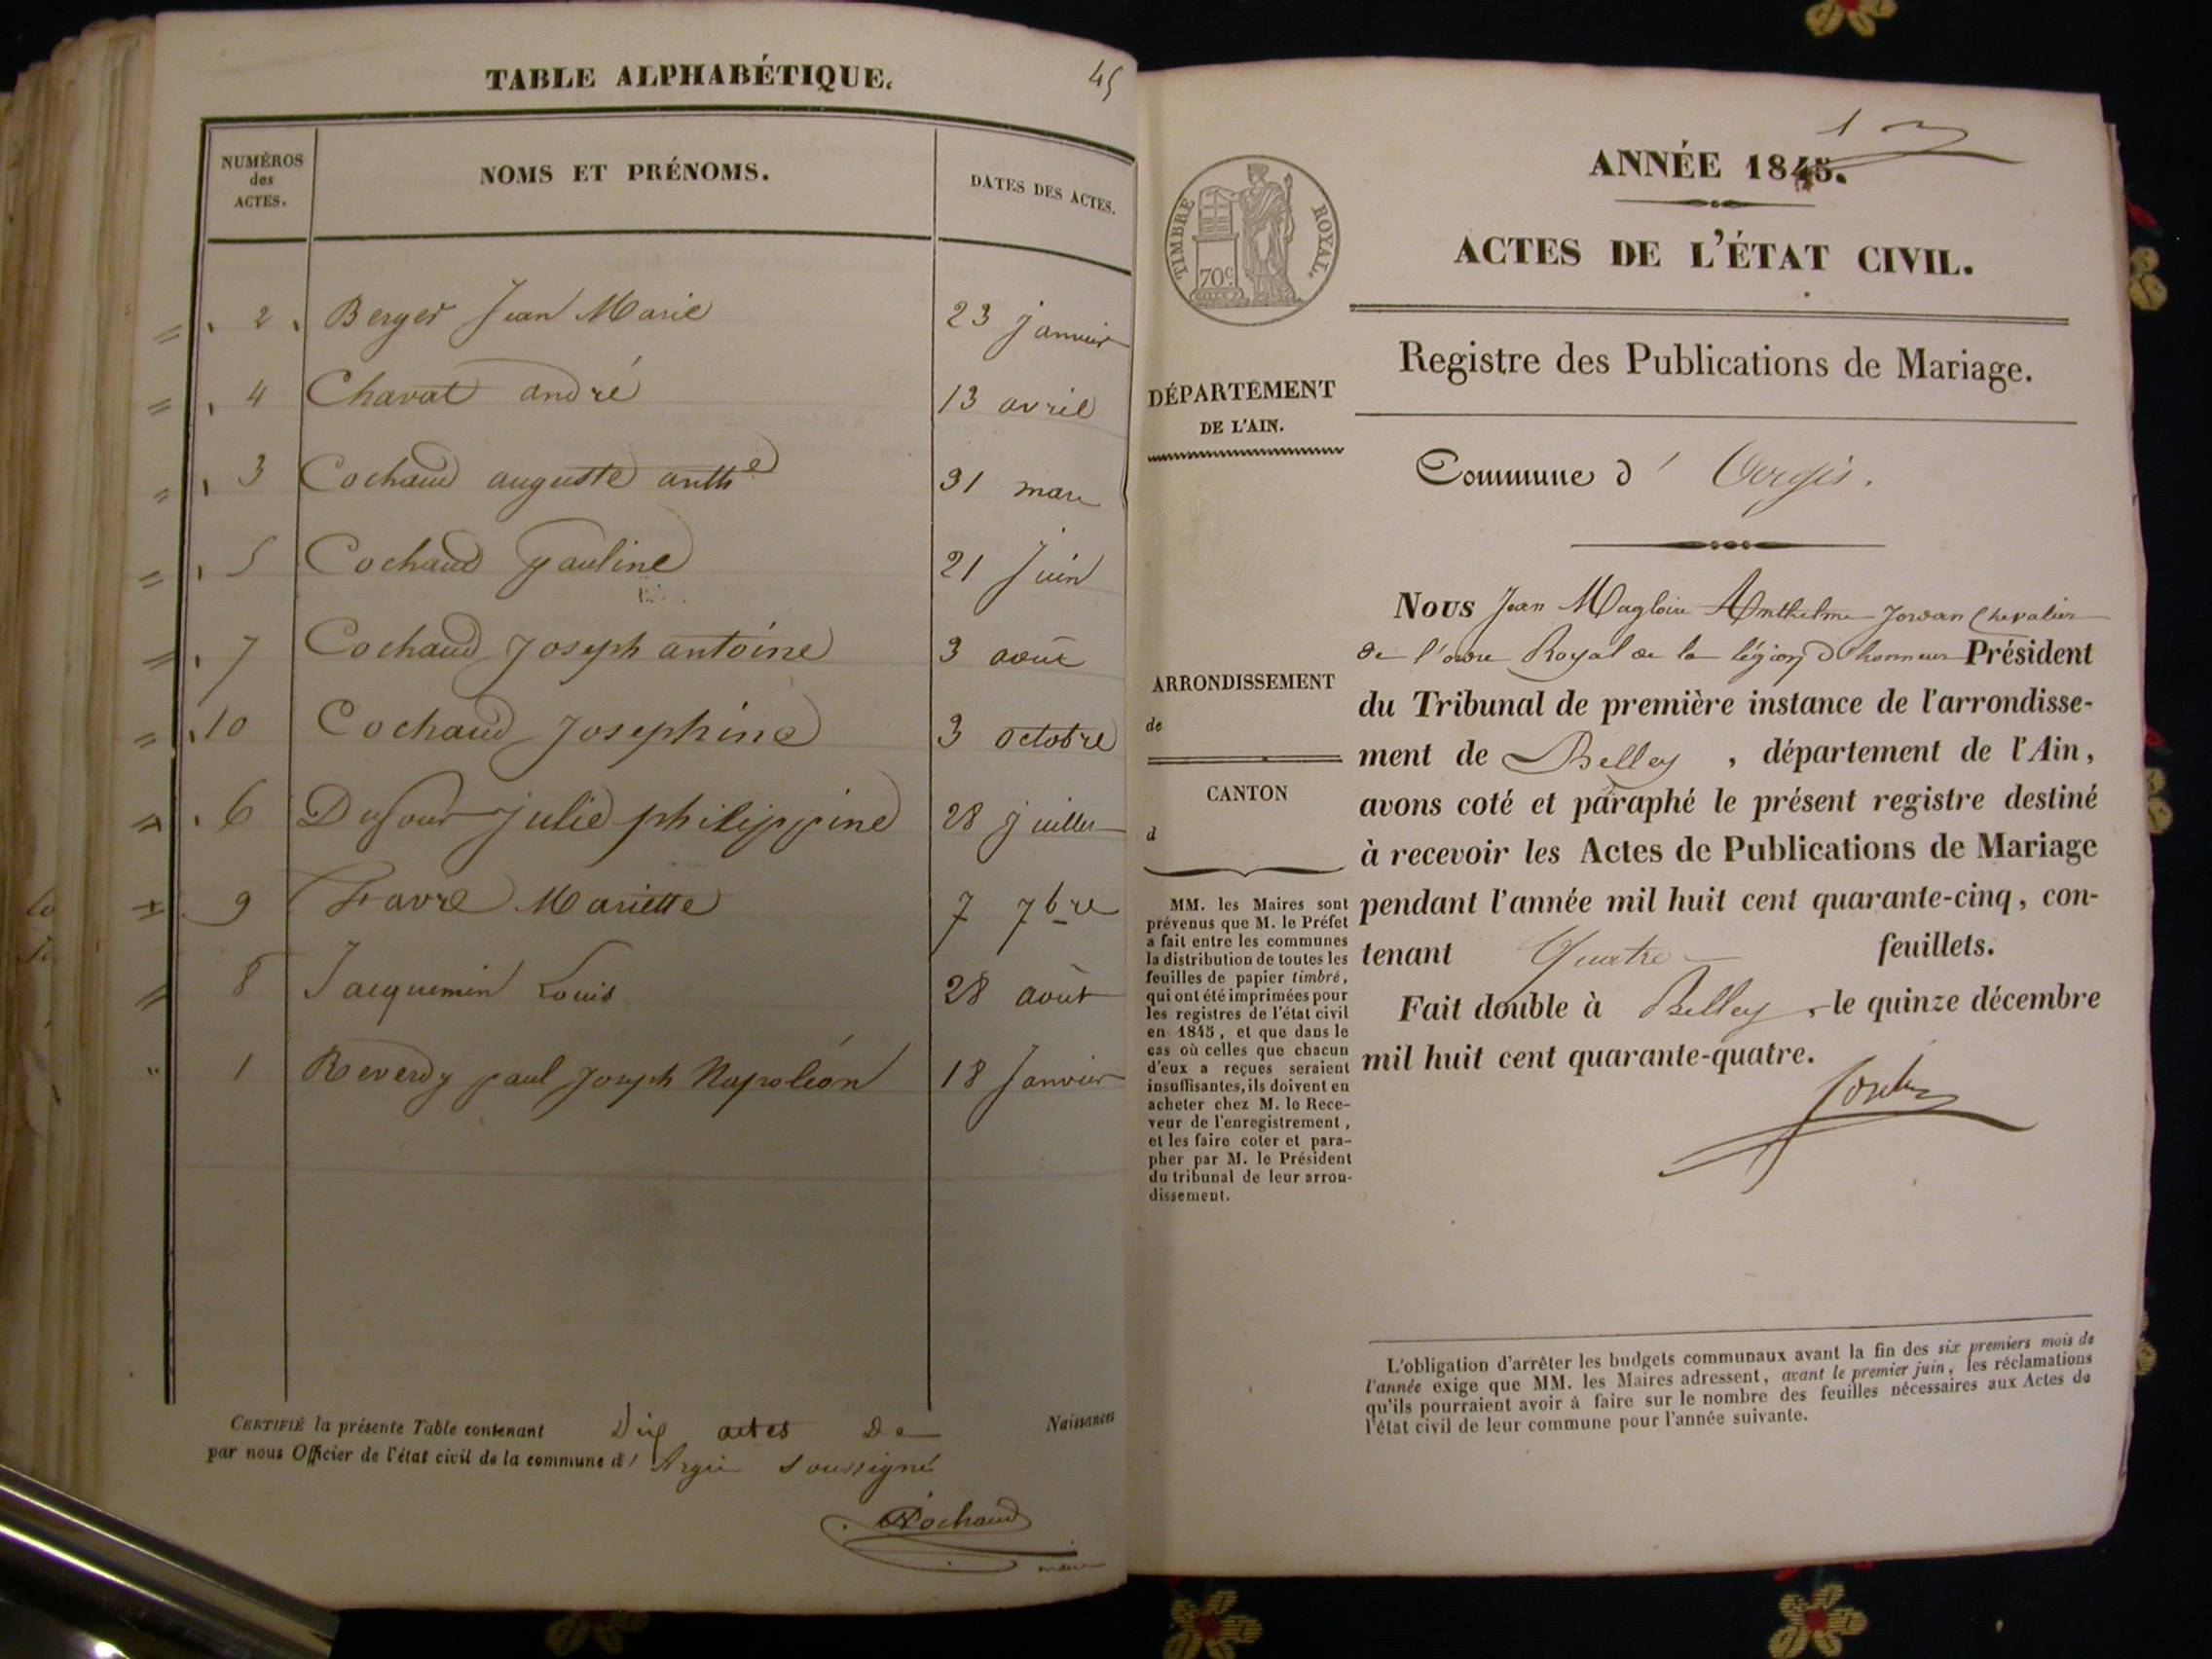 TABLE ALPHABÉTIQUE.
45
NUMÉROS
des
ACTES.
NOMS ET PRÉNOMS.
DATES DES ACTES.
2 Berger Jean Marie 23 janvier
4 Chavat andré 13 avril
3 Cochaud auguste anthe 31 mars
5 Cochaud pauline 21 Juin
7 Cochaud Joseph antoine 3 août
10 Cochaud Josephine 3 octobre
6 Dufour julie philippine 28 juillet
9 Favre Mariette 7 7bre
8 Jacquemin Louis 28 août
1 Reverdy paul Joseph Napoléon 18 Janvier
CERTIFIÉ la présente Table contenant Dix actes De Naissances
par nous Officier de l'état civil de la commune d' Argis soussigné
Cochaud
maire
1
ANNÉE 1845.
TIMBRE ROYAL.
70c
ACTES DE L'ÉTAT CIVIL.
Registre des Publications de Mariage.
DÉPARTEMENT
DE L'AIN.
Commune d' Argis.
ARRONDISSEMENT
de
CANTON
d
MM. les Maires sont
prévenus que M. le Préfet
a fait entre les communes
la distribution de toutes les
feuilles de papier timbré,
qui ont été imprimées pour
les registres de l'état civil
en 1845, et que dans le
cas où celles que chacun
d'eux a reçues seraient
insuffisantes, ils doivent en
acheter chez M. le Rece-
veur de l'enregistrement,
et les faire coter et para-
pher par M. le Président
du tribunal de leur arron-
dissement.
Nous Jean Magloire Anthelme Jordan Chevalier
de l'ordre Royal de la légion d'honneur Président
du Tribunal de première instance de l'arrondisse-
ment de Belley, département de l'Ain,
avons coté et paraphé le présent registre destiné
à recevoir les Actes de Publications de Mariage
pendant l'année mil huit cent quarante-cinq, con-
tenant Quatre feuillets.
Fait double à Belley, le quinze décembre
mil huit cent quarante-quatre.
L'obligation d'arrêter les budgets communaux avant la fin des six premiers mois de
l'année exige que MM. les Maires adressent, avant le premier juin, les réclamations
qu'ils pourraient avoir à faire sur le nombre des feuilles nécessaires aux Actes de
l'état civil de leur commune pour l'année suivante.